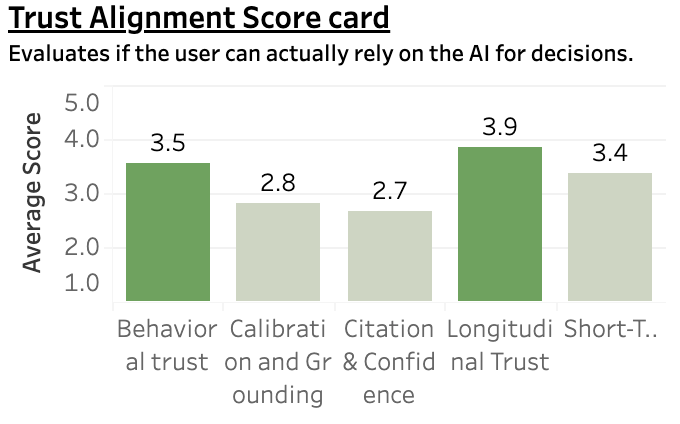 Trust Alignment Score card
Evaluates if the user can actually rely on the AI for decisions.
Average Score
5.0
4.0
3.0
2.0
1.0
3.5
2.8
2.7
3.9
3.4
Behavior
al trust
Calibrati
on and Gr
ounding
Citation
& Confid
ence
Longitudi
nal Trust
Short-T..